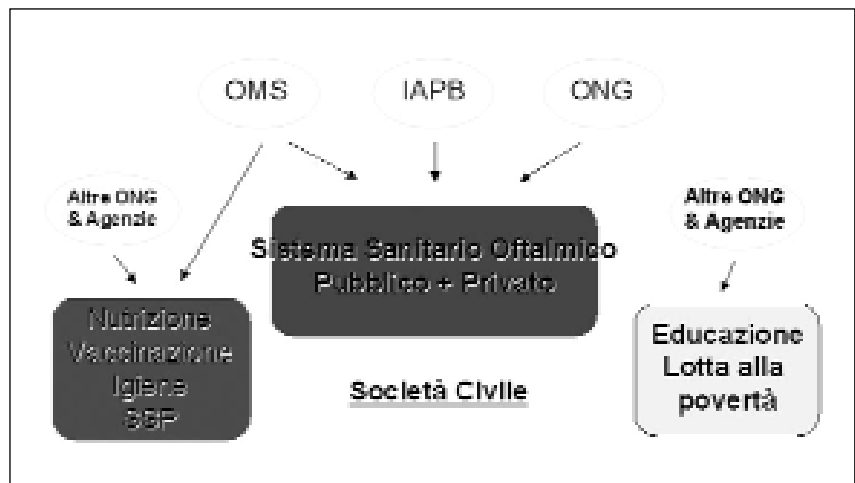 OMS
IAPB
ONG
Altre ONG
& Agenzie
Altre ONG
& Agenzie
Sistema Sanitario Oftalmico
Pubblico + Privato
Nutrizione
Vaccinazione
Igiene
SSP
Educazione
Lotta alla
povertà
Società Civile